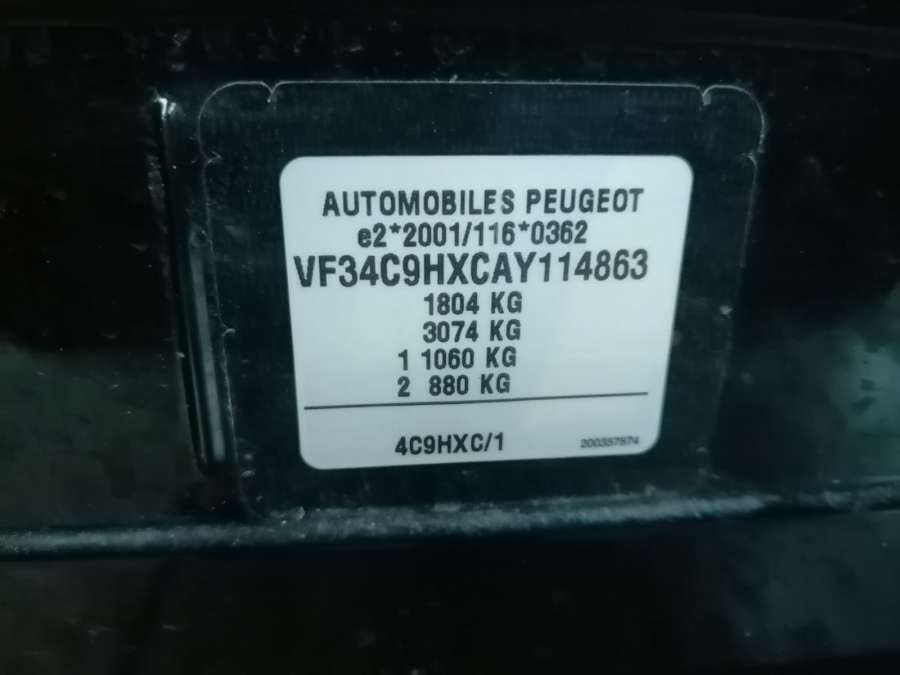 AUTOMOBILES PEUGEOT
e2*2001/116*0362
VF34C9HXCAY114863
1804 KG
3074 KG
1 1060 KG
2 880 KG
4C9HXC/1
200357574